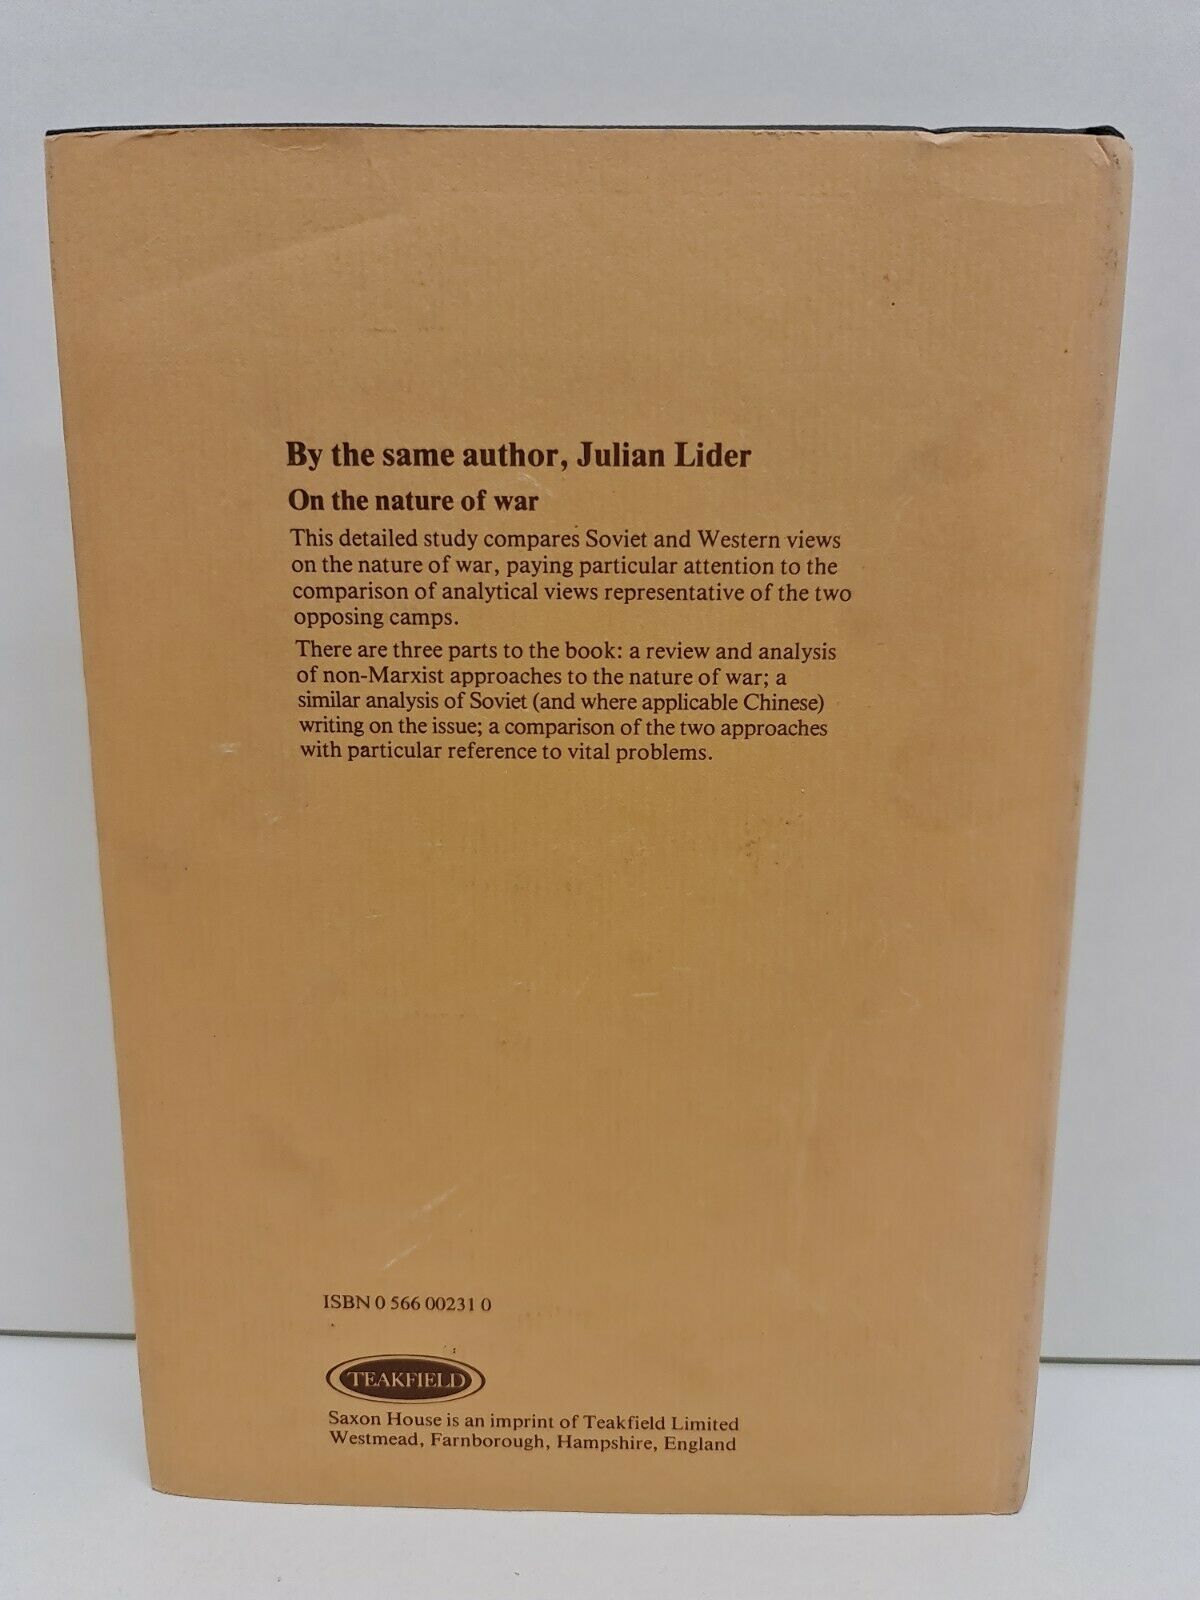 By the same author, Julian Lider
On the nature of war
This detailed study compares Soviet and Western views
on the nature of war, paying particular attention to the
comparison of analytical views representative of the two
opposing camps.
There are three parts to the book: a review and analysis
of non-Marxist approaches to the nature of war; a
similar analysis of Soviet (and where applicable Chinese)
writing on the issue; a comparison of the two approaches
with particular reference to vital problems.
ISBN 0 566 00231 0
TEAKFIELD
Saxon House is an imprint of Teakfield Limited
Westmead, Farnborough, Hampshire, England